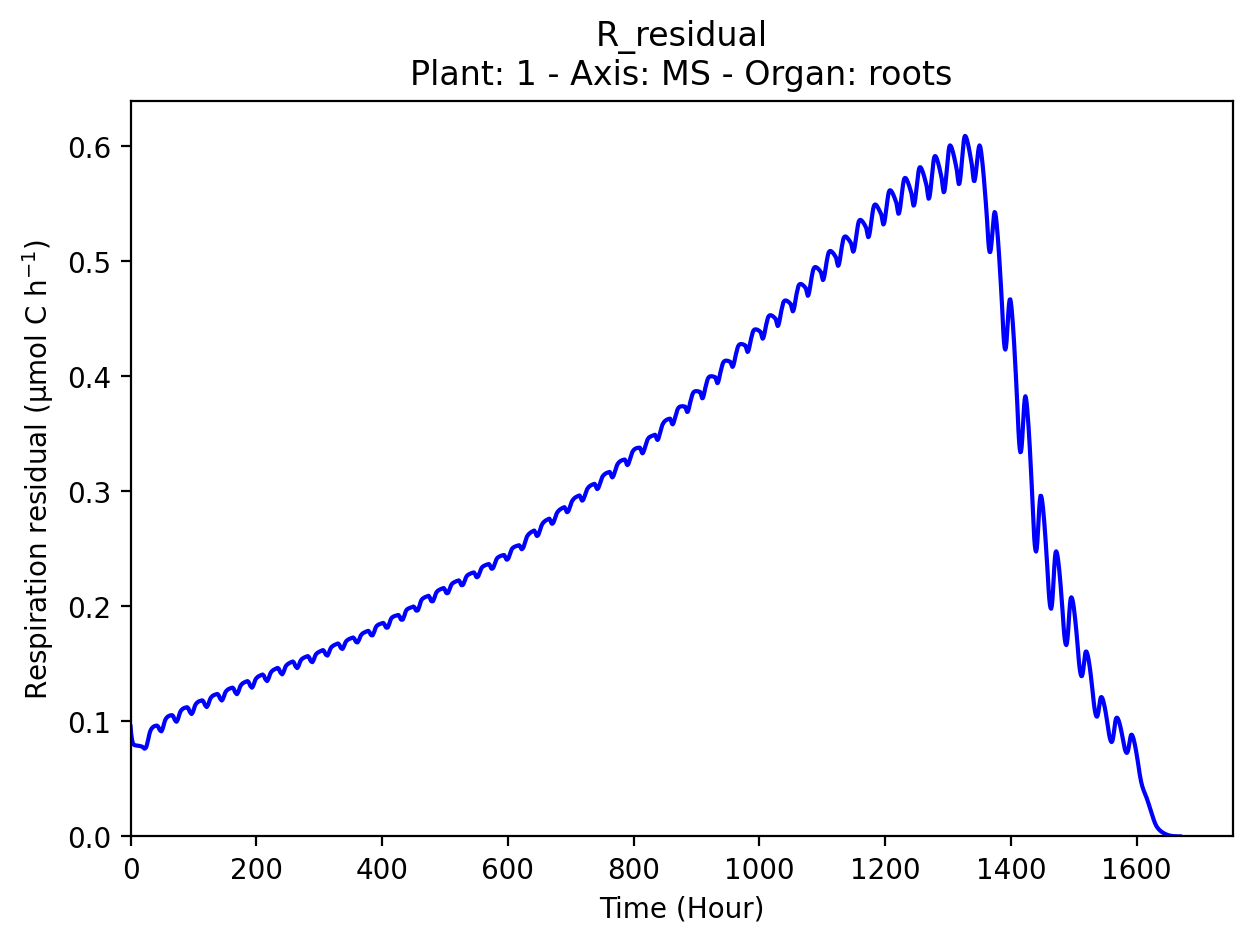 R_residual
Plant: 1 - Axis: MS - Organ: roots
Respiration residual (µmol C h⁻¹)
0.6
0.5
0.4
0.3
0.2
0.1
0.0
0 200 400 600 800 1000 1200 1400 1600
Time (Hour)